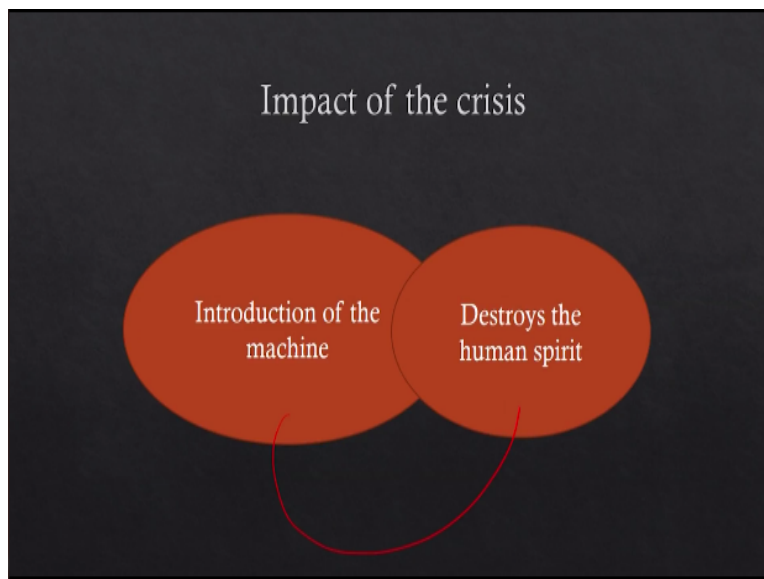 Impact of the crisis
Introduction of the
machine
Destroys the
human spirit